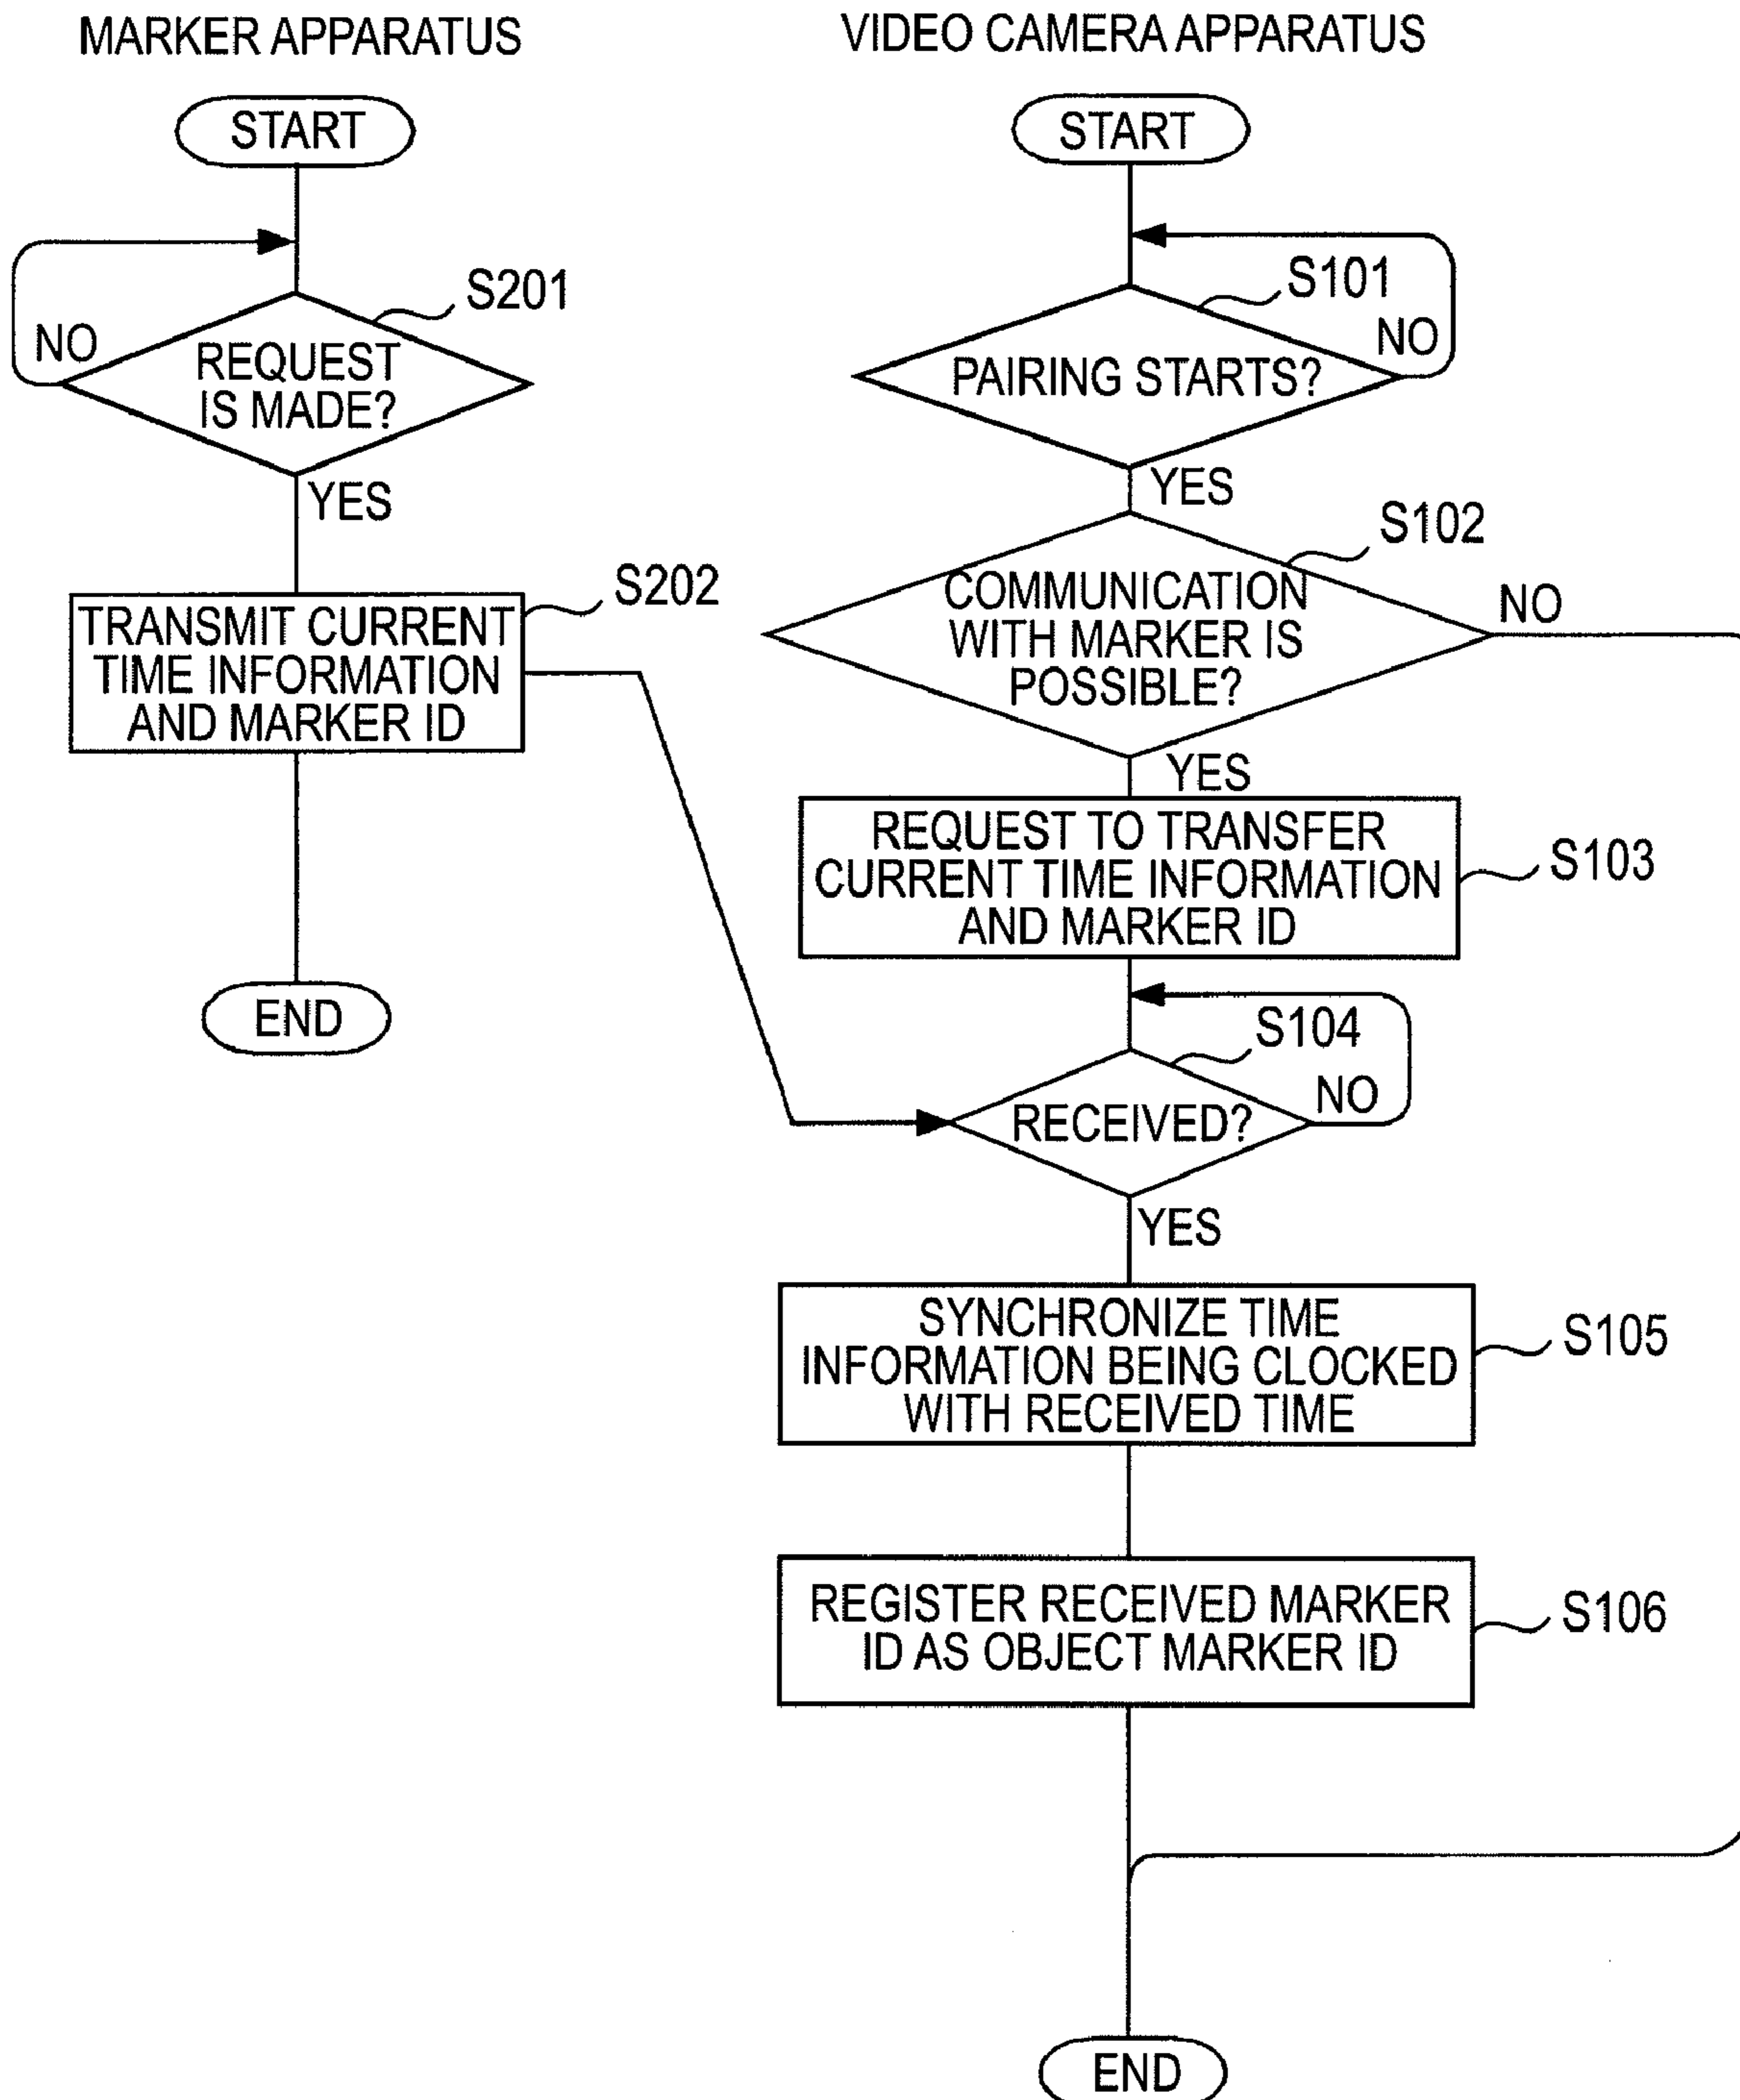 MARKER APPARATUS
START
S201
NO
REQUEST
IS MADE?
YES
S202
TRANSMIT CURRENT
TIME INFORMATION
AND MARKER ID
END
VIDEO CAMERA APPARATUS
START
S101
NO
PAIRING STARTS?
YES
S102
NO
COMMUNICATION
WITH MARKER IS
POSSIBLE?
YES
REQUEST TO TRANSFER
CURRENT TIME INFORMATION
AND MARKER ID
S103
S104
NO
RECEIVED?
YES
SYNCHRONIZE TIME
INFORMATION BEING CLOCKED
WITH RECEIVED TIME
S105
REGISTER RECEIVED MARKER
ID AS OBJECT MARKER ID
S106
END